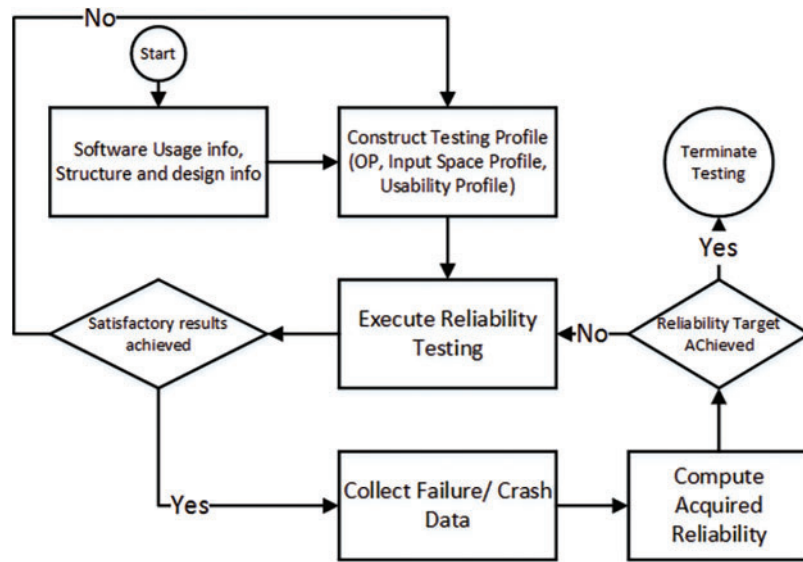 No
Start
Software Usage info,
Structure and design info
Construct Testing Profile
(OP, Input Space Profile,
Usability Profile)
Terminate
Testing
Yes
Satisfactory results
achieved
Execute Reliability
Testing
No
Reliability Target
AChieved
Yes
Collect Failure/ Crash
Data
Compute
Acquired
Reliability